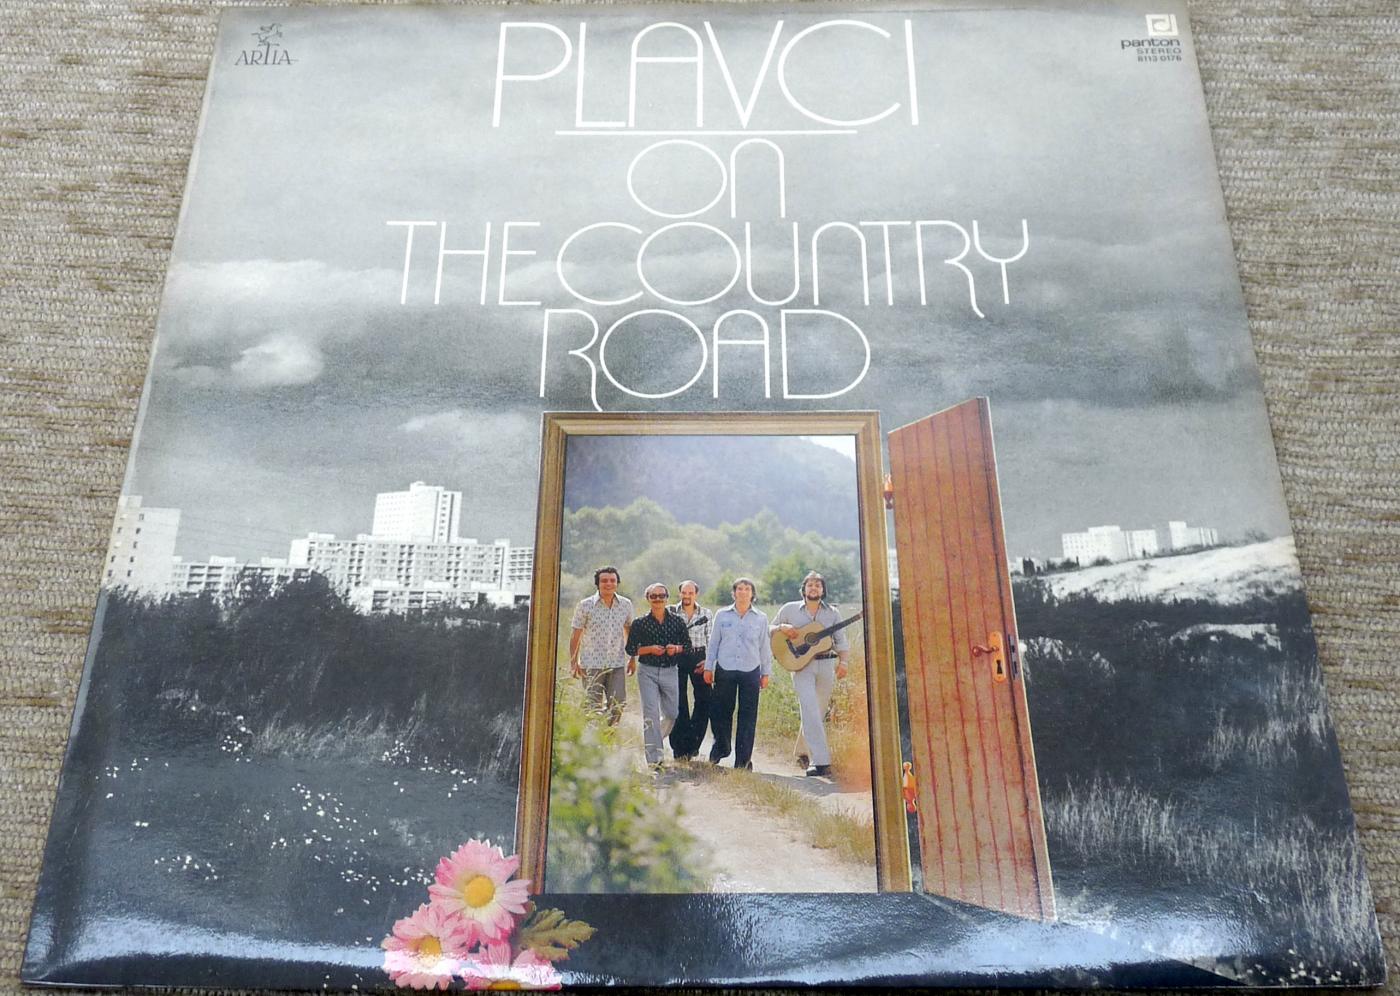 ARTIA
panton
STEREO
8113 0176
PLAVCI
ON
THE COUNTRY
ROAD